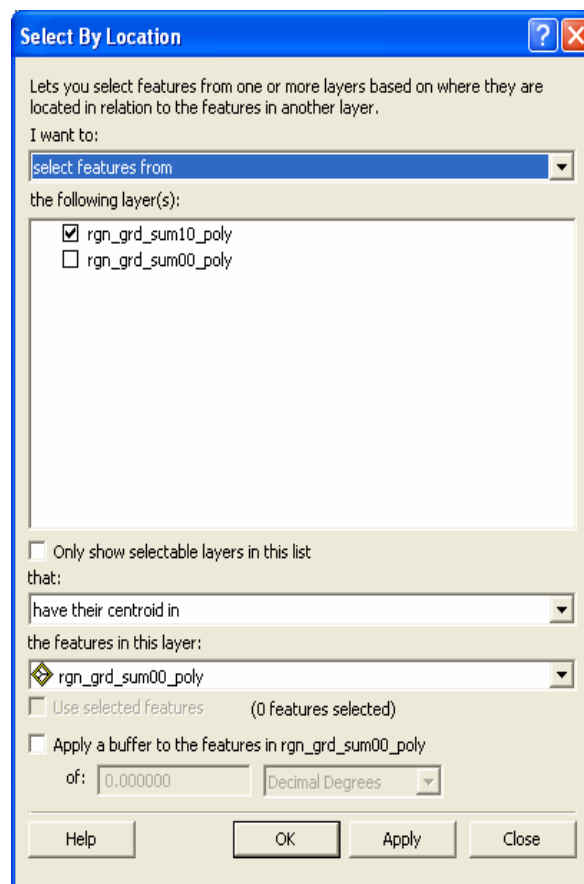 Select By Location
Lets you select features from one or more layers based on where they are
located in relation to the features in another layer.
I want to:
select features from
the following layer(s):
rgn_grd_sum10_poly
rgn_grd_sum00_poly
Only show selectable layers in this list
that:
have their centroid in
the features in this layer:
rgn_grd_sum00_poly
Use selected features (0 features selected)
Apply a buffer to the features in rgn_grd_sum00_poly
of: 0.000000 Decimal Degrees
Help OK Apply Close